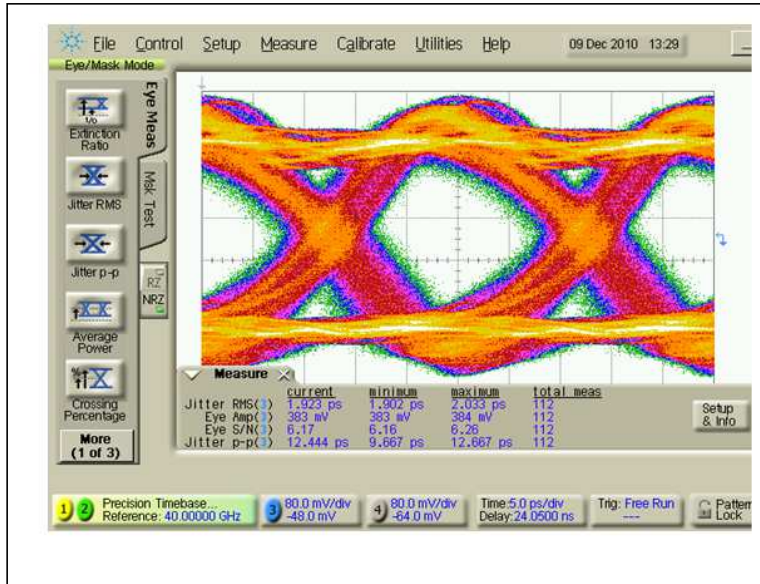 File Control Setup Measure Calibrate Utilities Help 09 Dec 2010 13:29
Eye/Mask Mode
Extinction
Ratio
Jitter RMS
Jitter p-p
Average
Power
Crossing
Percentage
More
(1 of 3)
Eye Meas
Msk Test
RZ
NRZ
Measure
current minimum maximum total meas
Jitter RMS(3) 1.923 ps 1.902 ps 2.033 ps 112
Eye Amp(3) 383 mV 383 mV 384 mV 112
Eye S/N(3) 6.17 6.16 6.26 112
Jitter p-p(3) 12.444 ps 9.667 ps 12.667 ps 112
Setup
& Info
1 2 Precision Timebase...
Reference: 40.00000 GHz
3 80.0 mV/div
-48.0 mV
4 80.0 mV/div
-64.0 mV
Time:5.0 ps/div
Delay:24.0500 ns
Trig: Free Run
---
Pattern
Lock